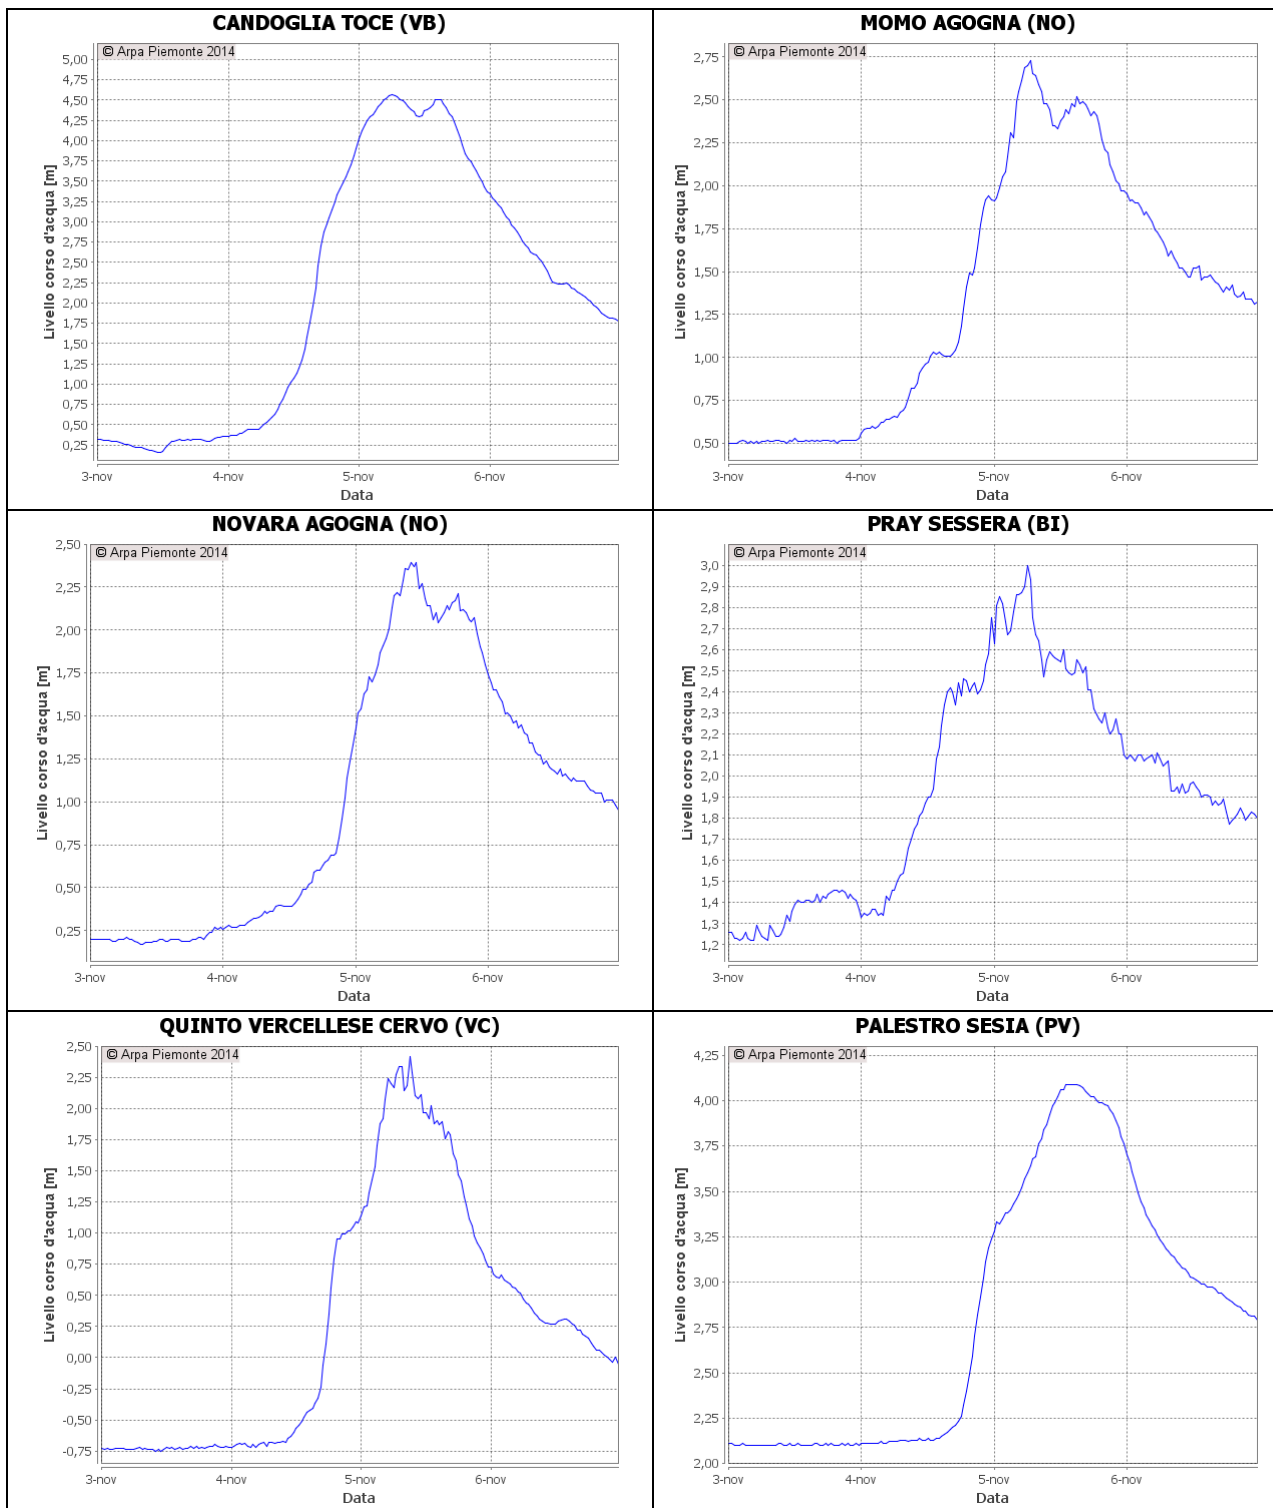 CANDOGLIA TOCE (VB)
© Arpa Piemonte 2014
5,00
4,75
4,50
4,25
4,00
3,75
3,50
3,25
3,00
2,75
2,50
2,25
2,00
1,75
1,50
1,25
1,00
0,75
0,50
0,25
Livello corso d'acqua [m]
3-nov 4-nov 5-nov 6-nov
Data
MOMO AGOGNA (NO)
© Arpa Piemonte 2014
2,75
2,50
2,25
2,00
1,75
1,50
1,25
1,00
0,75
0,50
Livello corso d'acqua [m]
3-nov 4-nov 5-nov 6-nov
Data
NOVARA AGOGNA (NO)
© Arpa Piemonte 2014
2,50
2,25
2,00
1,75
1,50
1,25
1,00
0,75
0,50
0,25
Livello corso d'acqua [m]
3-nov 4-nov 5-nov 6-nov
Data
PRAY SESSERA (BI)
© Arpa Piemonte 2014
3,0
2,9
2,8
2,7
2,6
2,5
2,4
2,3
2,2
2,1
2,0
1,9
1,8
1,7
1,6
1,5
1,4
1,3
1,2
Livello corso d'acqua [m]
3-nov 4-nov 5-nov 6-nov
Data
QUINTO VERCELLESE CERVO (VC)
© Arpa Piemonte 2014
2,50
2,25
2,00
1,75
1,50
1,25
1,00
0,75
0,50
0,25
0,00
-0,25
-0,50
-0,75
Livello corso d'acqua [m]
3-nov 4-nov 5-nov 6-nov
Data
PALESTRO SESIA (PV)
© Arpa Piemonte 2014
4,25
4,00
3,75
3,50
3,25
3,00
2,75
2,50
2,25
2,00
Livello corso d'acqua [m]
3-nov 4-nov 5-nov 6-nov
Data